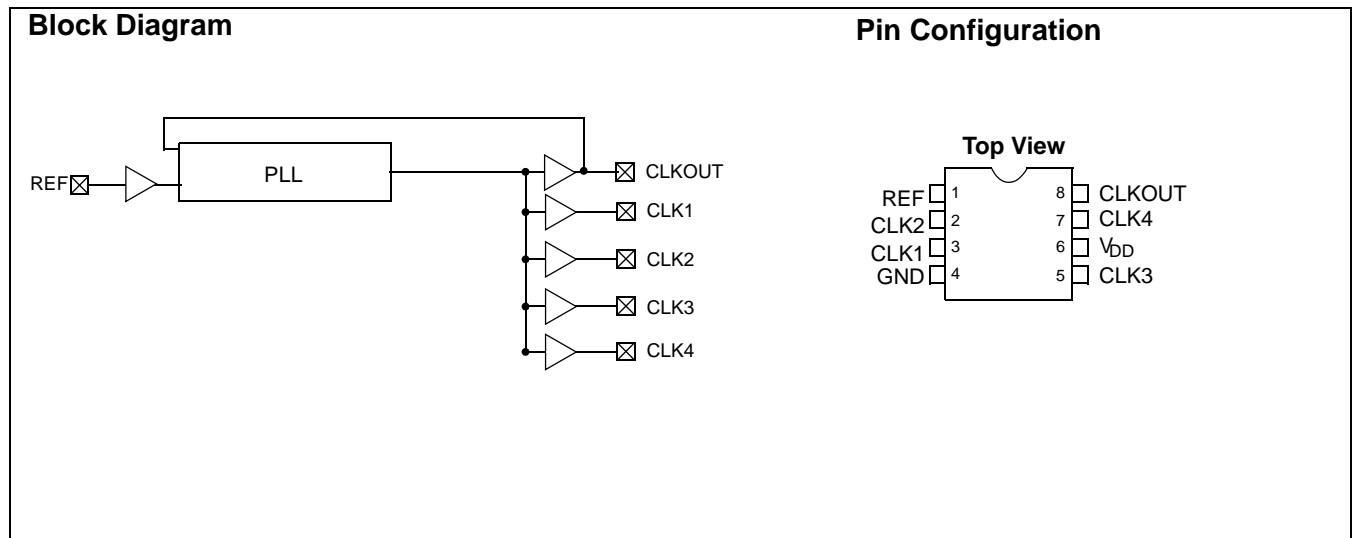 Block Diagram
REF
PLL
CLKOUT
CLK1
CLK2
CLK3
CLK4
Pin Configuration
Top View
REF 1 8 CLKOUT
CLK2 2 7 CLK4
CLK1 3 6 VDD
GND 4 5 CLK3